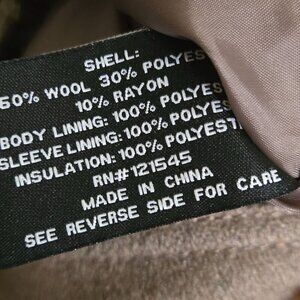 SHELL:
60% WOOL 30% POLYES
10% RAYON
BODY LINING: 100% POLYES
SLEEVE LINING: 100% POLYES
INSULATION: 100% POLYEST
RN#121545
MADE IN CHINA
SEE REVERSE SIDE FOR CARE